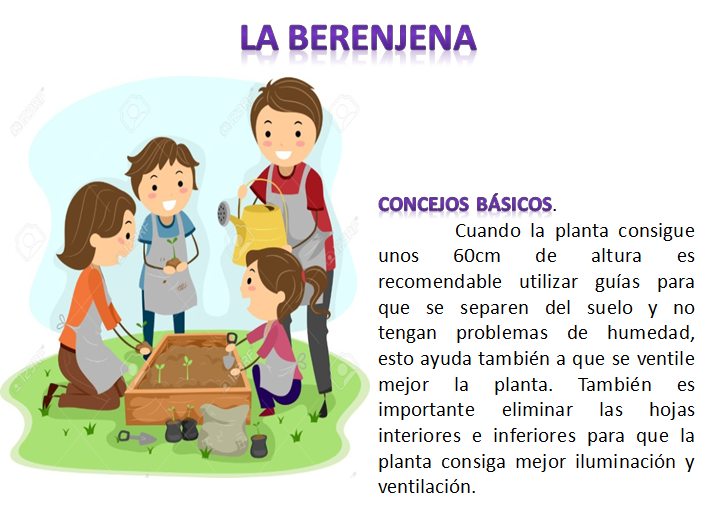 LA BERENJENA
CONCEJOS BÁSICOS.
Cuando la planta consigue
unos 60cm de altura es
recomendable utilizar guías para
que se separen del suelo y no
tengan problemas de humedad,
esto ayuda también a que se ventile
mejor la planta. También es
importante eliminar las hojas
interiores e inferiores para que la
planta consiga mejor iluminación y
ventilación.